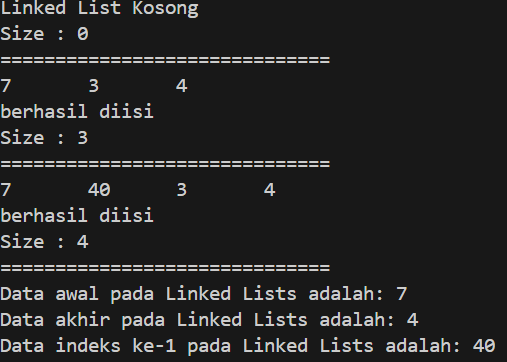 Linked List Kosong
Size : 0
==============================
7       3       4
berhasil diisi
Size : 3
==============================
7       40      3       4
berhasil diisi
Size : 4
==============================
Data awal pada Linked Lists adalah: 7
Data akhir pada Linked Lists adalah: 4
Data indeks ke-1 pada Linked Lists adalah: 40